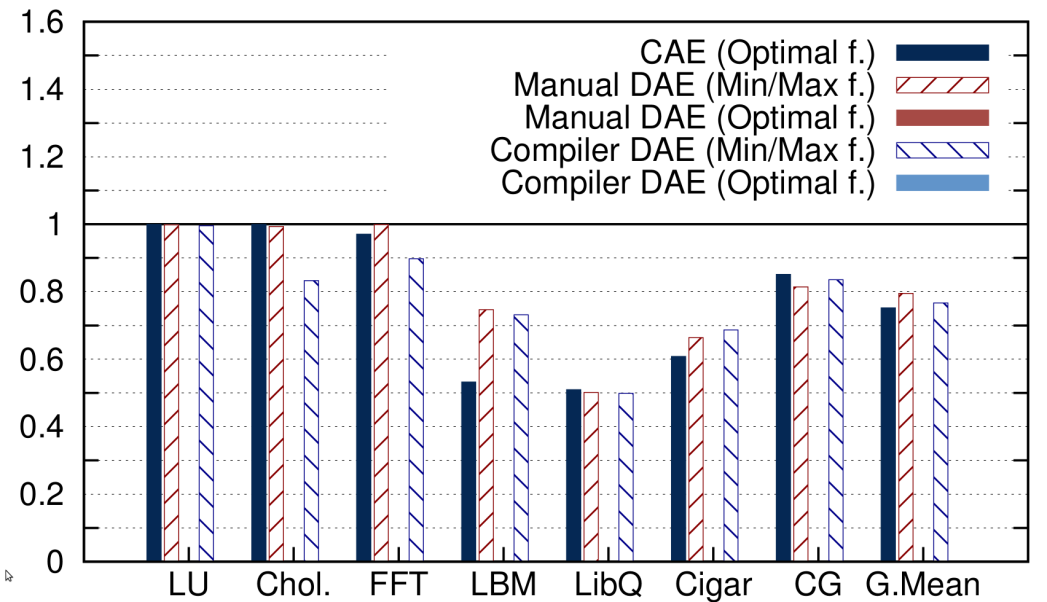 1.6
1.4
1.2
1
0.8
0.6
0.4
0.2
0
CAE (Optimal f.)
Manual DAE (Min/Max f.)
Manual DAE (Optimal f.)
Compiler DAE (Min/Max f.)
Compiler DAE (Optimal f.)
LU Chol. FFT LBM LibQ Cigar CG G.Mean